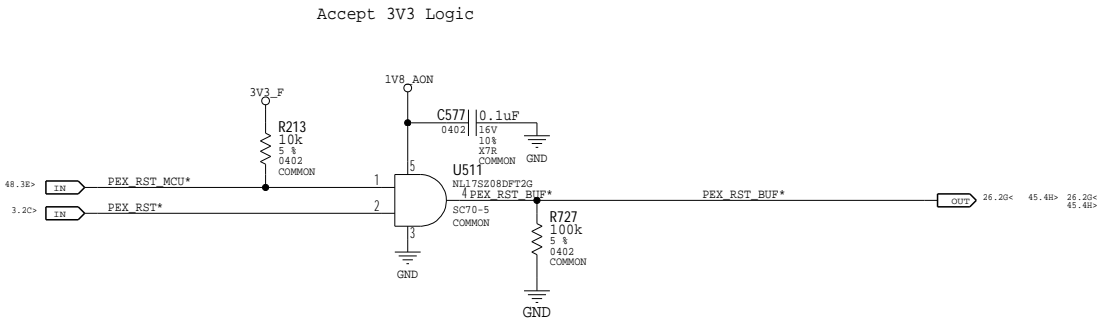 Accept 3V3 Logic
1V8_AON
3V3_F
C577 0.1uF
0402 16V
10%
X7R
COMMON
GND
R213
10k
5 %
0402
COMMON
5
U511
NL17SZ08DFT2G
48.3E> IN PEX_RST_MCU* 1
4 PEX_RST_BUF* PEX_RST_BUF* OUT 26.2G< 45.4H> 26.2G<
45.4H>
3.2C> IN PEX_RST* 2
SC70-5
COMMON
3
GND
R727
100k
5 %
0402
COMMON
GND